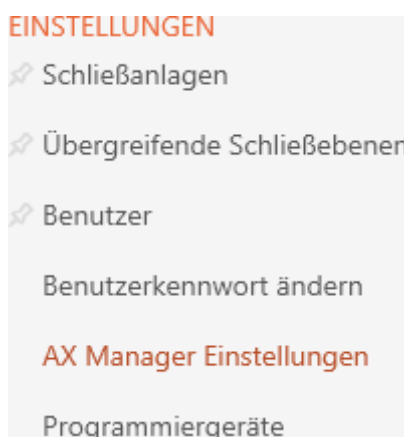 EINSTELLUNGEN
Schließanlagen
Übergreifende Schließebenen
Benutzer
Benutzerkennwort ändern
AX Manager Einstellungen
Programmiergeräte